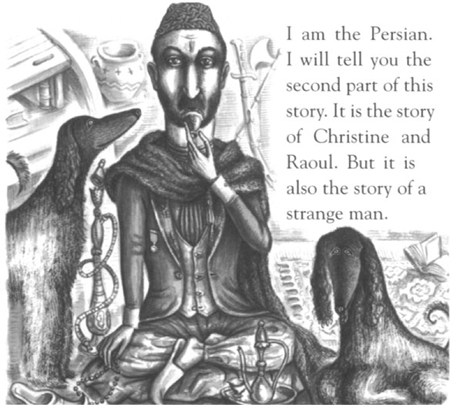 I am the Persian.
I will tell you the
second part of this
story. It is the story
of Christine and
Raoul. But it is
also the story of a
strange man.